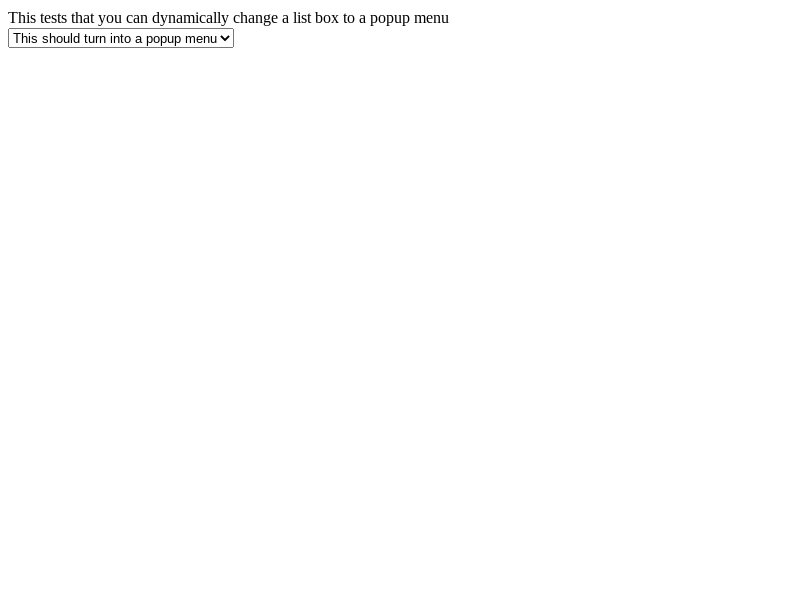 This tests that you can dynamically change a list box to a popup menu
This should turn into a popup menu